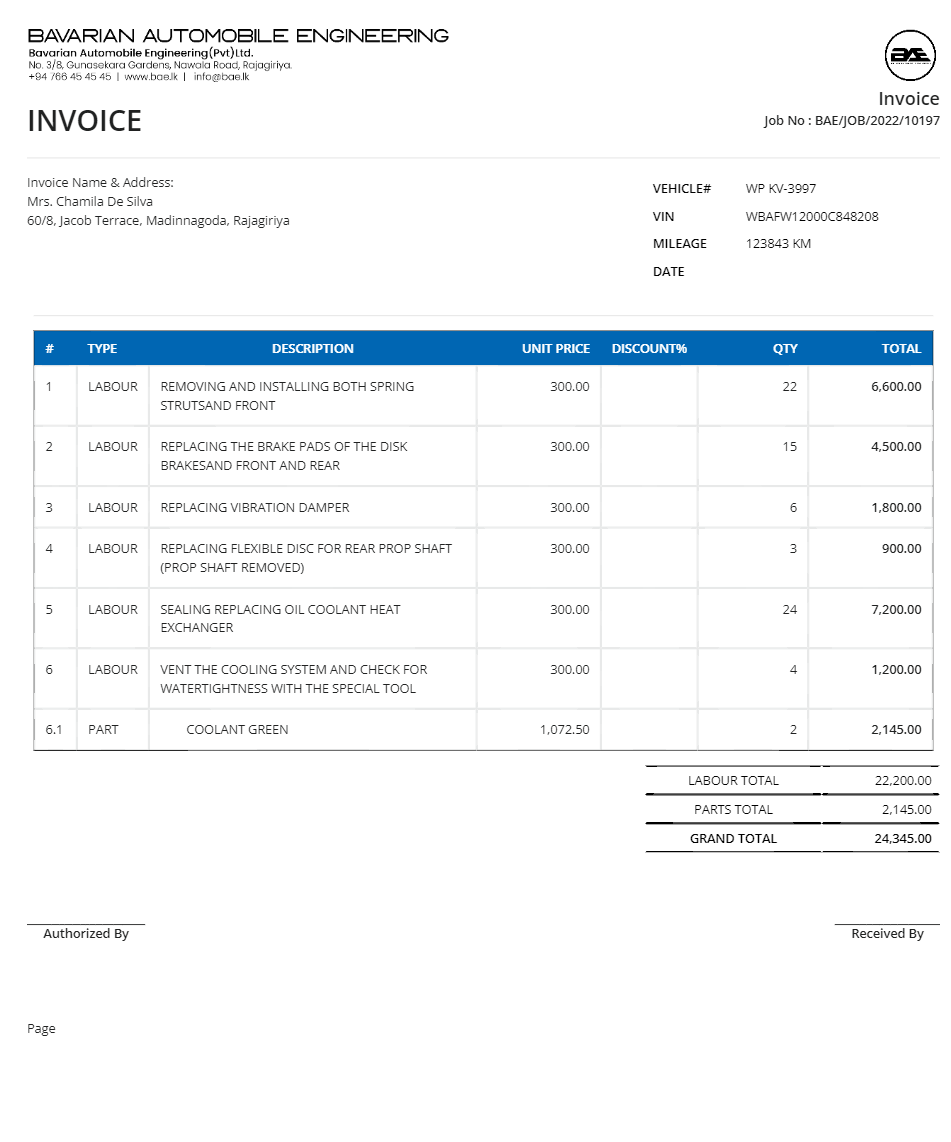 BAVARIAN AUTOMOBILE ENGINEERING
Bavarian Automobile Engineering(Pvt)Ltd.
No. 3/8, Gunasekara Gardens, Nawala Road, Rajagiriya.
+94 766 45 45 45 | www.bae.lk | info@bae.lk
BAE
Invoice
INVOICE
Job No : BAE/JOB/2022/10197
Invoice Name & Address:
Mrs. Chamila De Silva
60/8, Jacob Terrace, Madinnagoda, Rajagiriya
VEHICLE# WP KV-3997
VIN WBAFW12000C848208
MILEAGE 123843 KM
DATE
# TYPE DESCRIPTION UNIT PRICE DISCOUNT% QTY TOTAL
1 LABOUR REMOVING AND INSTALLING BOTH SPRING 300.00 22 6,600.00
STRUTSAND FRONT
2 LABOUR REPLACING THE BRAKE PADS OF THE DISK 300.00 15 4,500.00
BRAKESAND FRONT AND REAR
3 LABOUR REPLACING VIBRATION DAMPER 300.00 6 1,800.00
4 LABOUR REPLACING FLEXIBLE DISC FOR REAR PROP SHAFT 300.00 3 900.00
(PROP SHAFT REMOVED)
5 LABOUR SEALING REPLACING OIL COOLANT HEAT 300.00 24 7,200.00
EXCHANGER
6 LABOUR VENT THE COOLING SYSTEM AND CHECK FOR 300.00 4 1,200.00
WATERTIGHTNESS WITH THE SPECIAL TOOL
6.1 PART COOLANT GREEN 1,072.50 2 2,145.00
LABOUR TOTAL 22,200.00
PARTS TOTAL 2,145.00
GRAND TOTAL 24,345.00
Authorized By Received By
Page